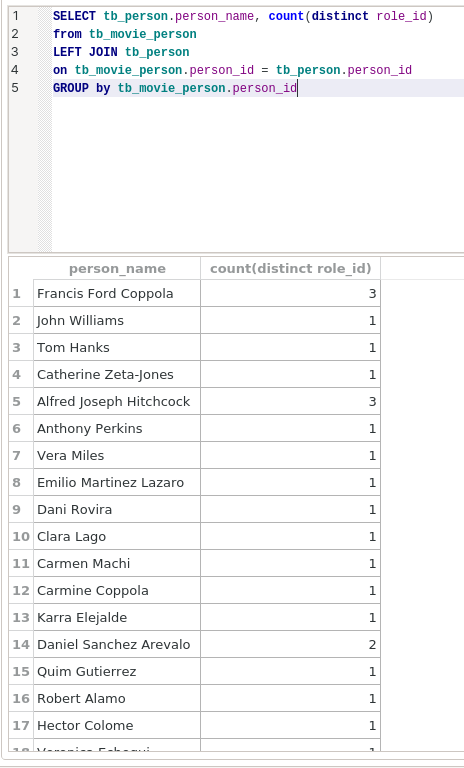 1 SELECT tb_person.person_name, count(distinct role_id)
2 from tb_movie_person
3 LEFT JOIN tb_person
4 on tb_movie_person.person_id = tb_person.person_id
5 GROUP by tb_movie_person.person_id
person_name count(distinct role_id)
1 Francis Ford Coppola 3
2 John Williams 1
3 Tom Hanks 1
4 Catherine Zeta-Jones 1
5 Alfred Joseph Hitchcock 3
6 Anthony Perkins 1
7 Vera Miles 1
8 Emilio Martinez Lazaro 1
9 Dani Rovira 1
10 Clara Lago 1
11 Carmen Machi 1
12 Carmine Coppola 1
13 Karra Elejalde 1
14 Daniel Sanchez Arevalo 2
15 Quim Gutierrez 1
16 Robert Alamo 1
17 Hector Colome 1